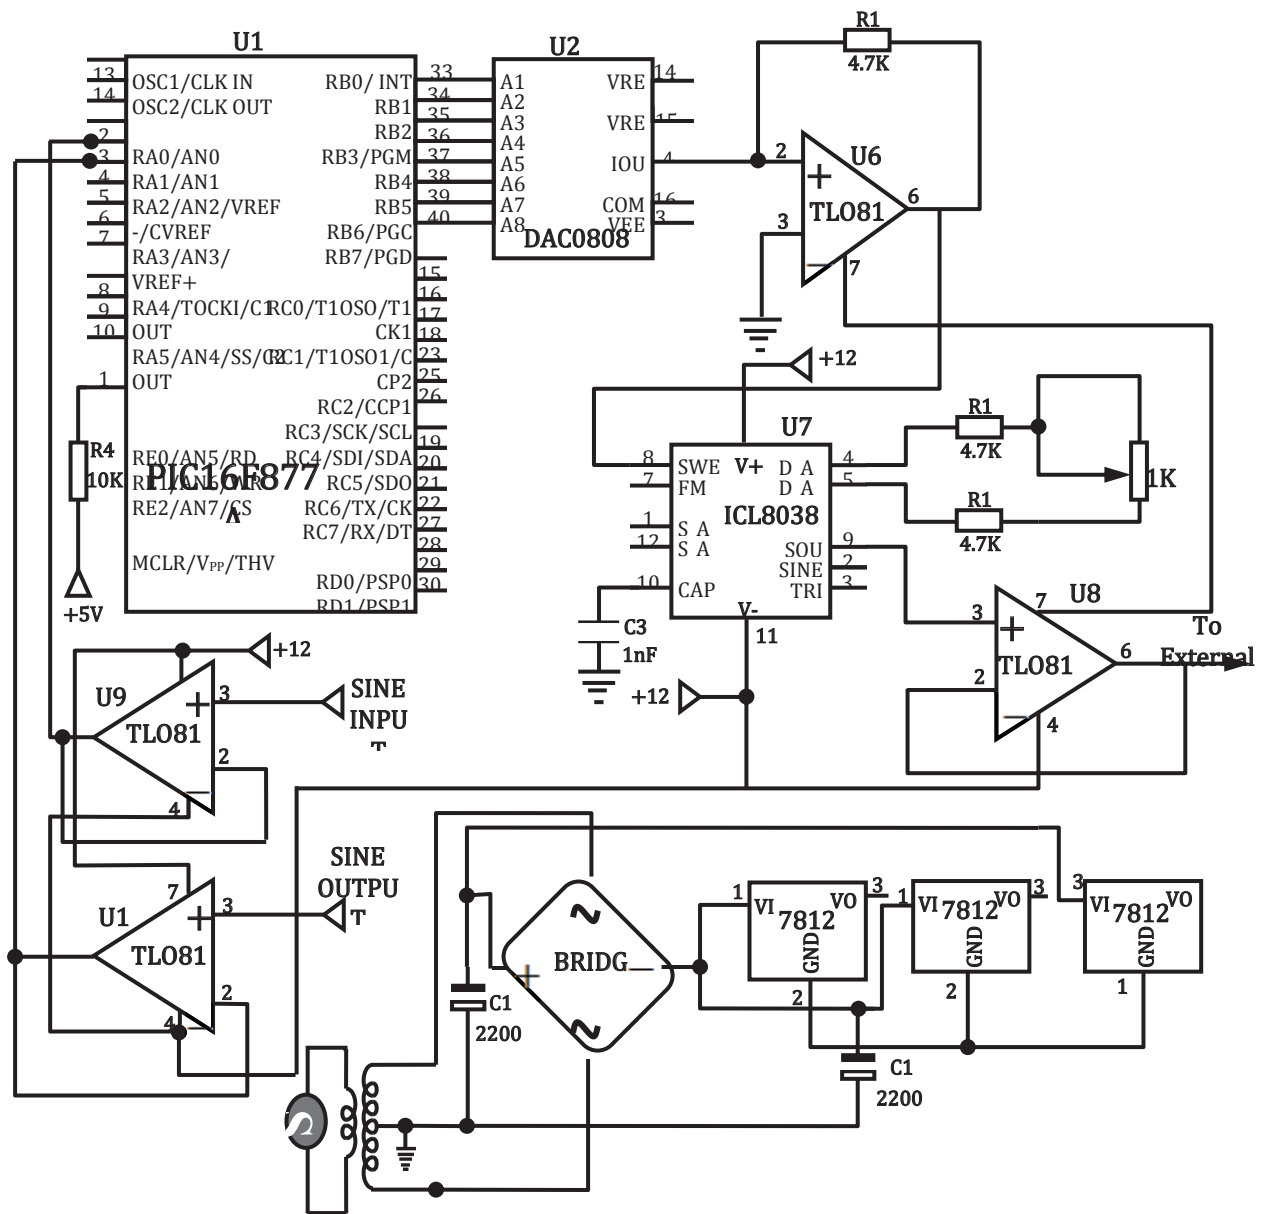 U1
13
OSC1/CLK IN
14
OSC2/CLK OUT
2
3
RA0/AN0
4
RA1/AN1
5
RA2/AN2/VREF
6
-/CVREF
7
RA3/AN3/
VREF+
8
9
RA4/TOCKI/C1
10
OUT
RA5/AN4/SS/C2
1
OUT
RE0/AN5/RD
RE1/AN6/WR
RE2/AN7/CS
MCLR/VPP/THV
PIC16F877
A
RB0/ INT
33
RB1
34
35
RB2
36
RB3/PGM
37
RB4
38
RB5
39
RB6/PGC
40
RB7/PGD
15
16
RC0/T1OSO/T1
17
CK1
18
RC1/T1OSO1/C
23
CP2
25
RC2/CCP1
26
RC3/SCK/SCL
19
RC4/SDI/SDA
20
RC5/SDO
21
RC6/TX/CK
22
RC7/RX/DT
27
28
29
RD0/PSP0
30
RD1/PSP1
R4
10K
+5V
U2
A1
A2
A3
A4
A5
A6
A7
A8
VRE
14
VRE
15
IOU
4
COM
16
VEE
3
DAC0808
R1
4.7K
2
U6
+
TLO81
6
3
7
+12
U7
8
SWE
V+
D A
4
7
FM
D A
5
ICL8038
1
S A
12
S A
SOU
9
SINE
2
10
CAP
TRI
3
V-
11
C3
1nF
+12
R1
4.7K
1K
R1
4.7K
7
U8
3
+
TLO81
6
2
4
To
External
+12
U9
+
3
TLO81
2
4
SINE
INPU
T
7
U1
+
3
TLO81
2
4
SINE
OUTPU
T
C1
2200
BRIDG
+
1
VI
VO
3
7812
GND
2
1
VI
VO
3
7812
GND
2
3
VI
VO
7812
GND
1
C1
2200